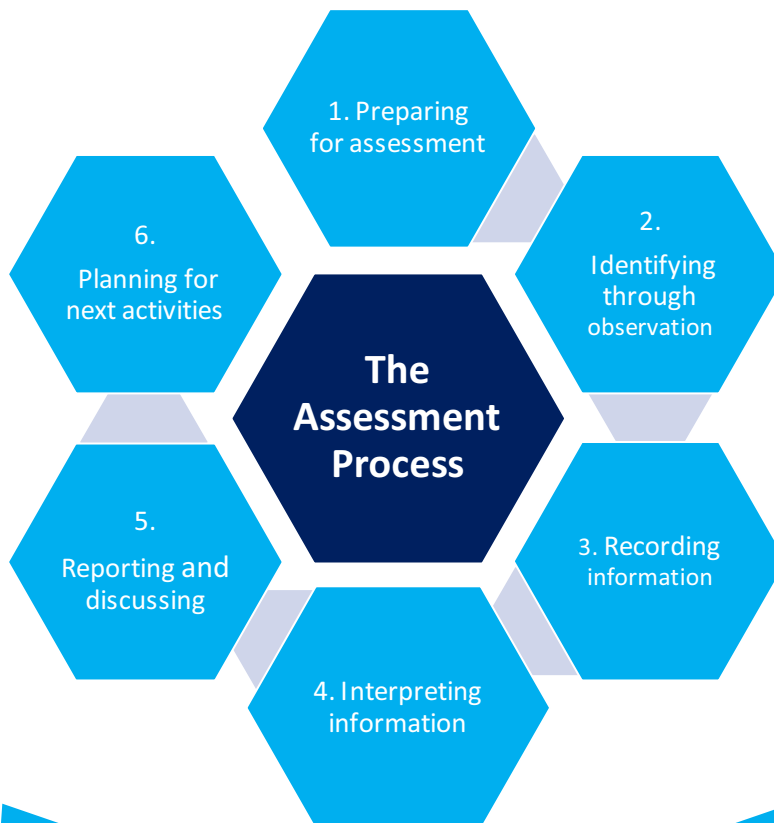 1. Preparing
for assessment
2.
Identifying
through
observation
3. Recording
information
4. Interpreting
information
5.
Reporting and
discussing
6.
Planning for
next activities
The
Assessment
Process